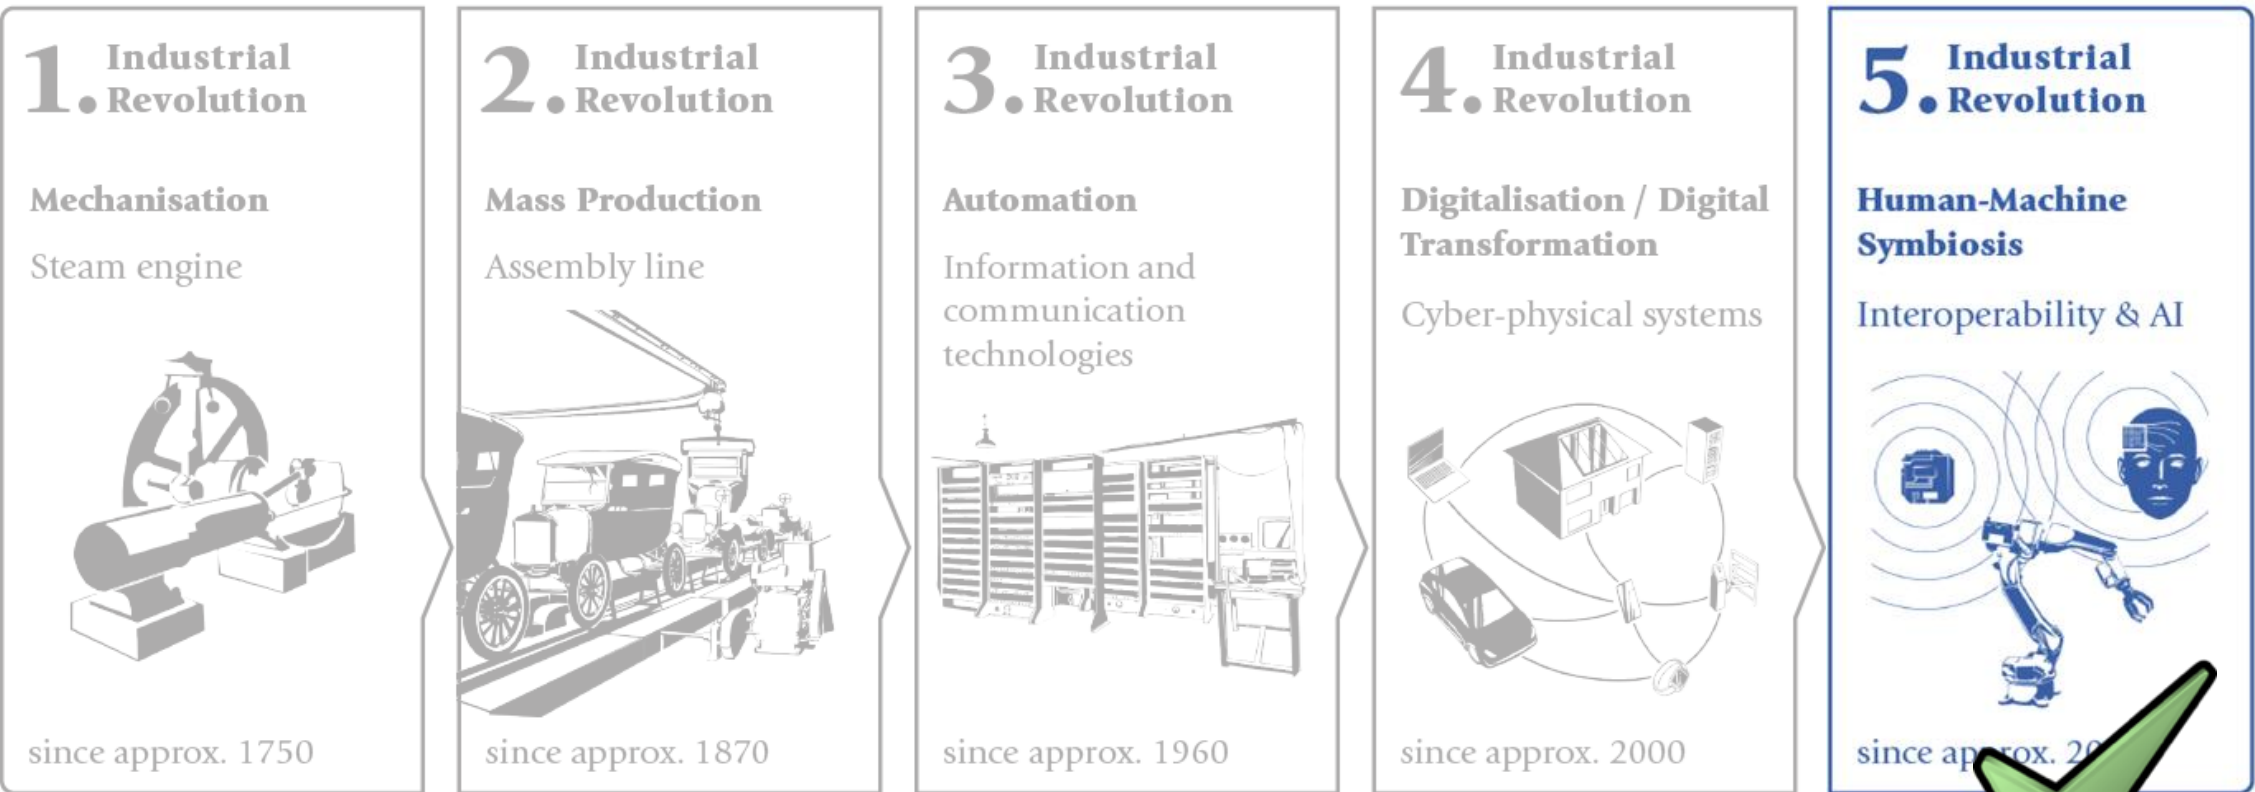 1. Industrial
Revolution
Mechanisation
Steam engine
since approx. 1750
2. Industrial
Revolution
Mass Production
Assembly line
since approx. 1870
3. Industrial
Revolution
Automation
Information and
communication
technologies
since approx. 1960
4. Industrial
Revolution
Digitalisation / Digital
Transformation
Cyber-physical systems
since approx. 2000
5. Industrial
Revolution
Human-Machine
Symbiosis
Interoperability & AI
since approx.